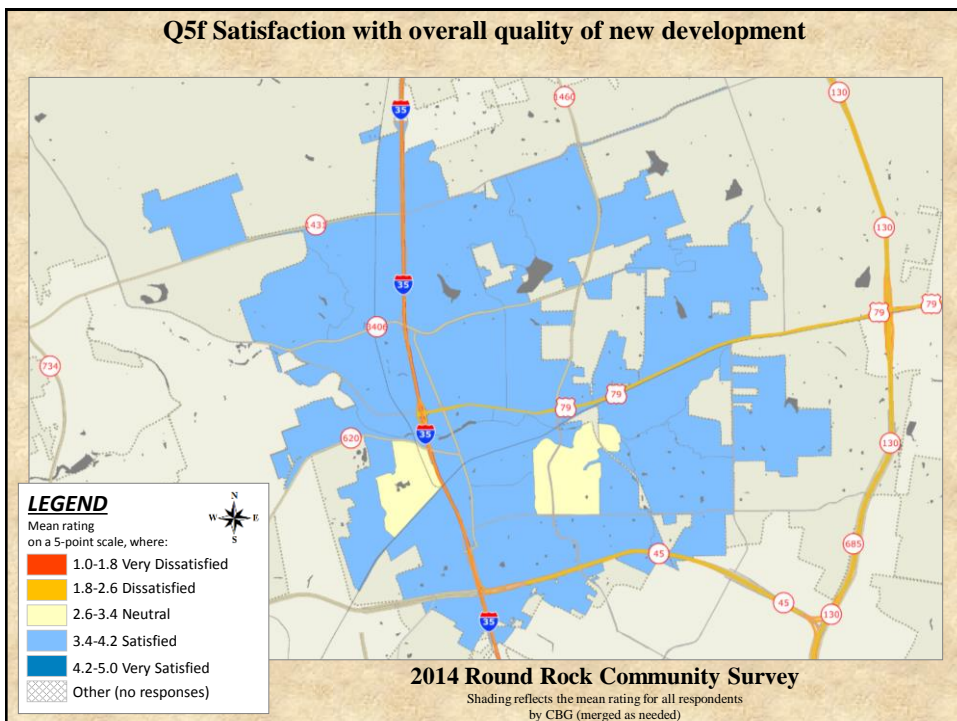 Q5f Satisfaction with overall quality of new development
35
1460
130
1431
130
35
79
79
3406
734
79
79
620
35
130
45
685
45
130
35
LEGEND
N
W
E
S
Mean rating
on a 5-point scale, where:
1.0-1.8 Very Dissatisfied
1.8-2.6 Dissatisfied
2.6-3.4 Neutral
3.4-4.2 Satisfied
4.2-5.0 Very Satisfied
Other (no responses)
2014 Round Rock Community Survey
Shading reflects the mean rating for all respondents
by CBG (merged as needed)